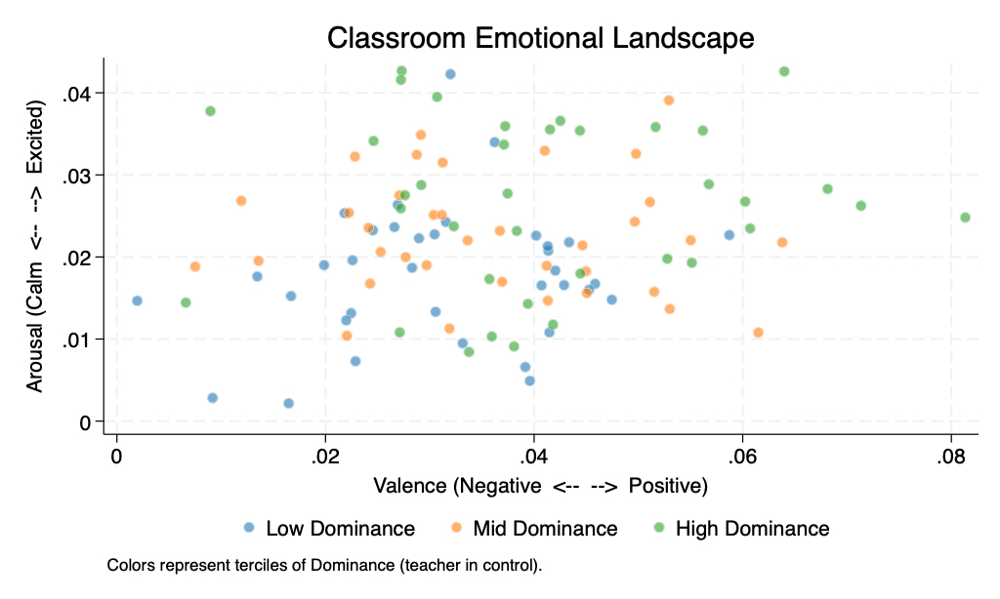 Classroom Emotional Landscape
Arousal (Calm <-- --> Excited)
.04
.03
.02
.01
0
0 .02 .04 .06 .08
Valence (Negative <-- --> Positive)
Low Dominance Mid Dominance High Dominance
Colors represent terciles of Dominance (teacher in control).